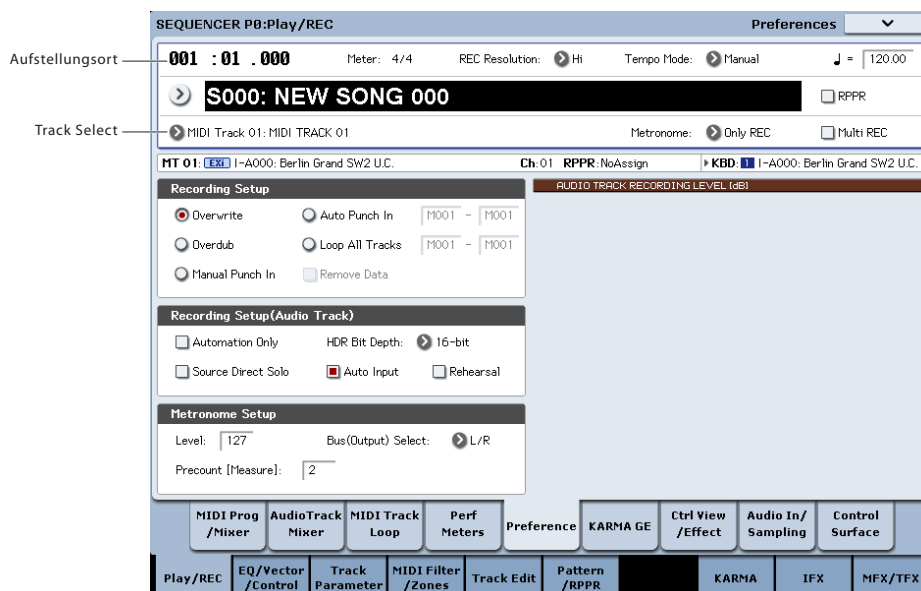 SEQUENCER P0:Play/REC Preferences
Aufstellungsort
001 :01 .000 Meter: 4/4 REC Resolution: Hi Tempo Mode: Manual ♩ = 120.00
S000: NEW SONG 000 RPPR
Track Select
MIDI Track 01: MIDI TRACK 01 Metronome: Only REC Multi REC
MT 01: EXi I-A000: Berlin Grand SW2 U.C. Ch:01 RPPR:NoAssign KBD: 1 I-A000: Berlin Grand SW2 U.C.
Recording Setup
AUDIO TRACK RECORDING LEVEL [dB]
Overwrite Auto Punch In M001 - M001
Overdub Loop All Tracks M001 - M001
Manual Punch In Remove Data
Recording Setup(Audio Track)
Automation Only HDR Bit Depth: 16-bit
Source Direct Solo Auto Input Rehearsal
Metronome Setup
Level: 127 Bus(Output) Select: L/R
Precount [Measure]: 2
MIDI Prog /Mixer AudioTrack Mixer MIDI Track Loop Perf Meters Preference KARMA GE Ctrl View /Effect Audio In/ Sampling Control Surface
Play/REC EQ/Vector /Control Track Parameter MIDI Filter /Zones Track Edit Pattern /RPPR KARMA IFX MFX/TFX